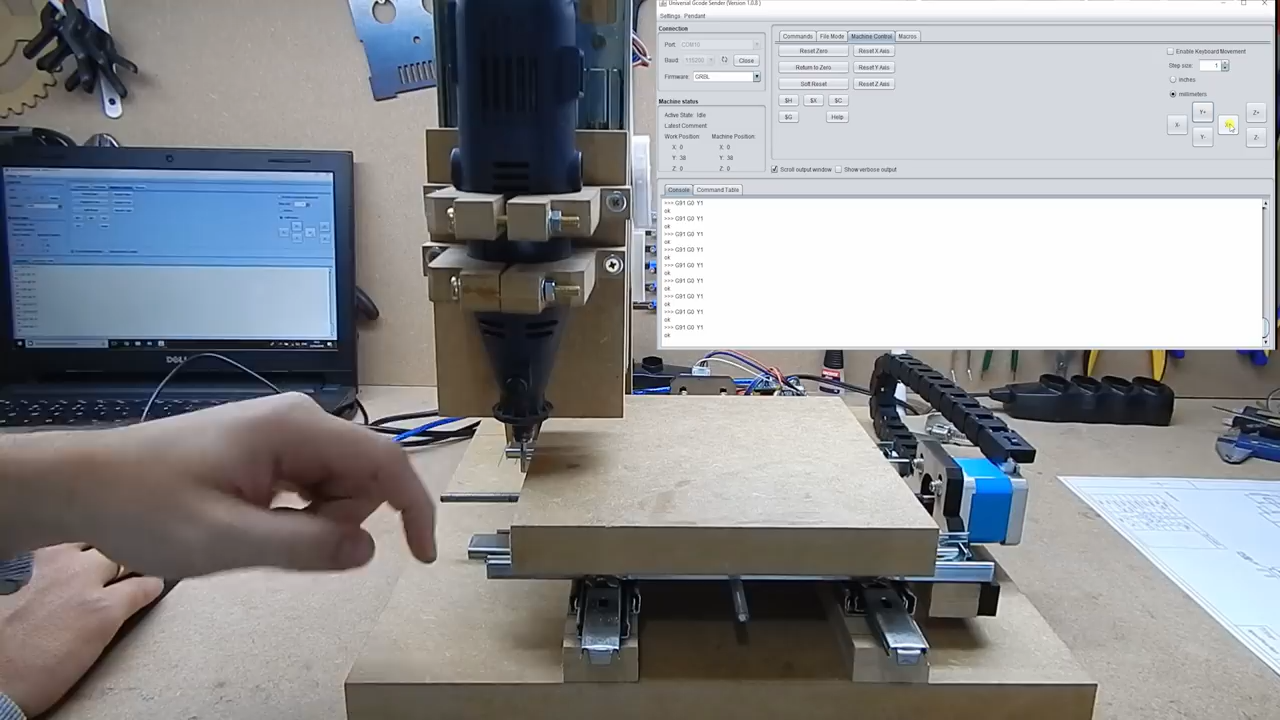 Universal Gcode Sender (Version 1.0.8)
Settings Pendant
Connection
Port: COM10
Baud: 115200 Close
Firmware: GRBL
Machine status
Active State: Idle
Latest Comment:
Work Position: Machine Position:
X: 0 X: 0
Y: 38 Y: 38
Z: 0 Z: 0
Commands File Mode Machine Control Macros
Reset Zero Reset X Axis
Return to Zero Reset Y Axis
Soft Reset Reset Z Axis
$H $X $C
$G Help
Enable Keyboard Movement
Step size: 1
inches
millimeters
Y+ Z+
X- X+
Y- Z-
Scroll output window Show verbose output
Console Command Table
>>> G91 G0 Y1
ok
>>> G91 G0 Y1
ok
>>> G91 G0 Y1
ok
>>> G91 G0 Y1
ok
>>> G91 G0 Y1
ok
>>> G91 G0 Y1
ok
>>> G91 G0 Y1
ok
>>> G91 G0 Y1
ok
>>> G91 G0 Y1
ok
DELL